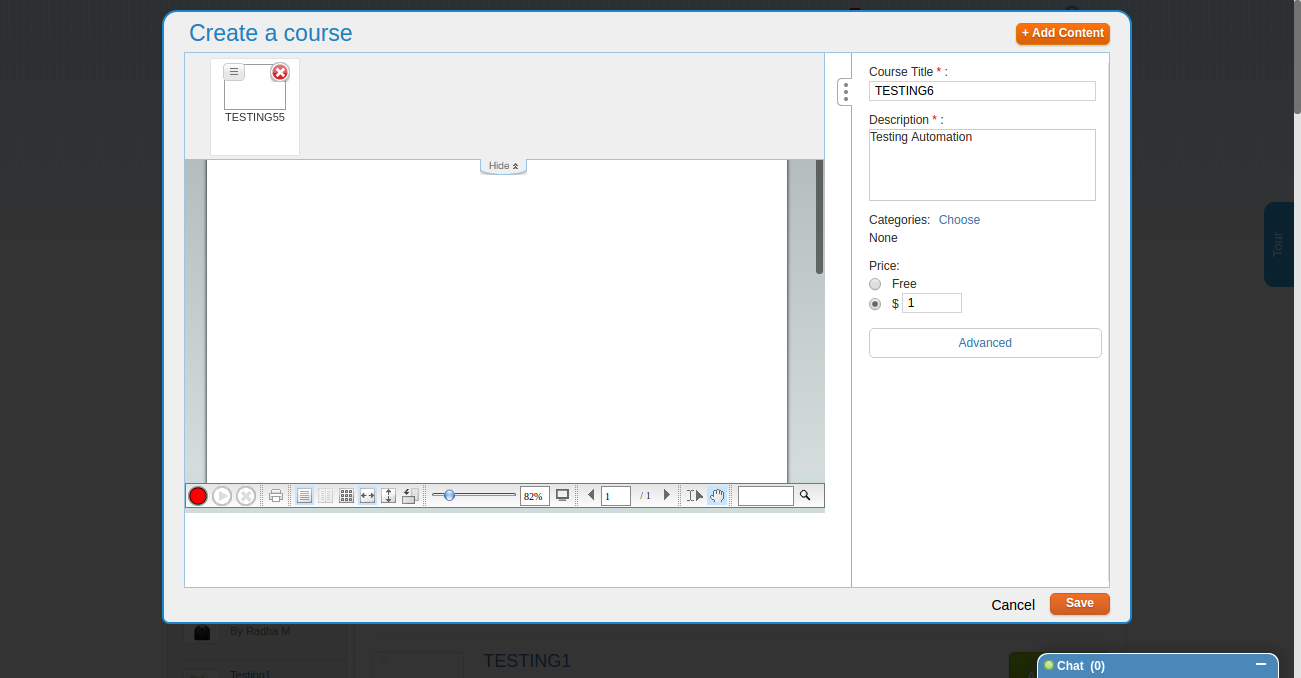 Create a course
+ Add Content
TESTING55
Hide
Course Title * :
TESTING6
Description * :
Testing Automation
Categories: Choose
None
Price:
Free
$ 1
Advanced
Tour
82%
1
/ 1
Cancel
Save
By Radha M
Testing1
TESTING1
Chat (0)